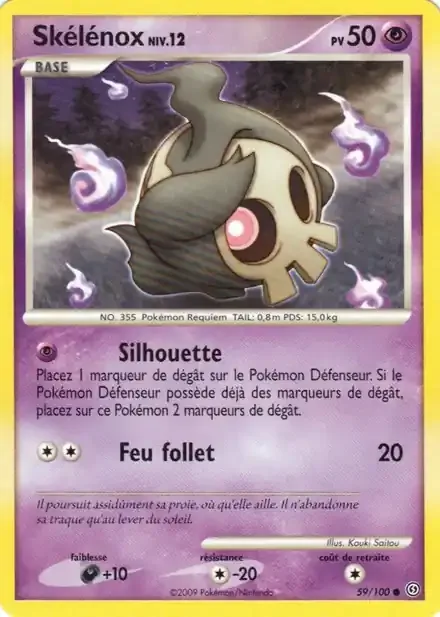 Skélénox NIV.12
PV 50
BASE
NO. 355 Pokémon Requiem TAIL: 0,8m PDS: 15,0kg
Silhouette
Placez 1 marqueur de dégât sur le Pokémon Défenseur. Si le
Pokémon Défenseur possède déjà des marqueurs de dégât,
placez sur ce Pokémon 2 marqueurs de dégât.
Feu follet 20
Il poursuit assidûment sa proie, où qu'elle aille. Il n'abandonne
sa traque qu'au lever du soleil.
Illus. Kouki Saitou
faiblesse résistance coût de retraite
+10 -20
©2009 Pokémon/Nintendo 59/100